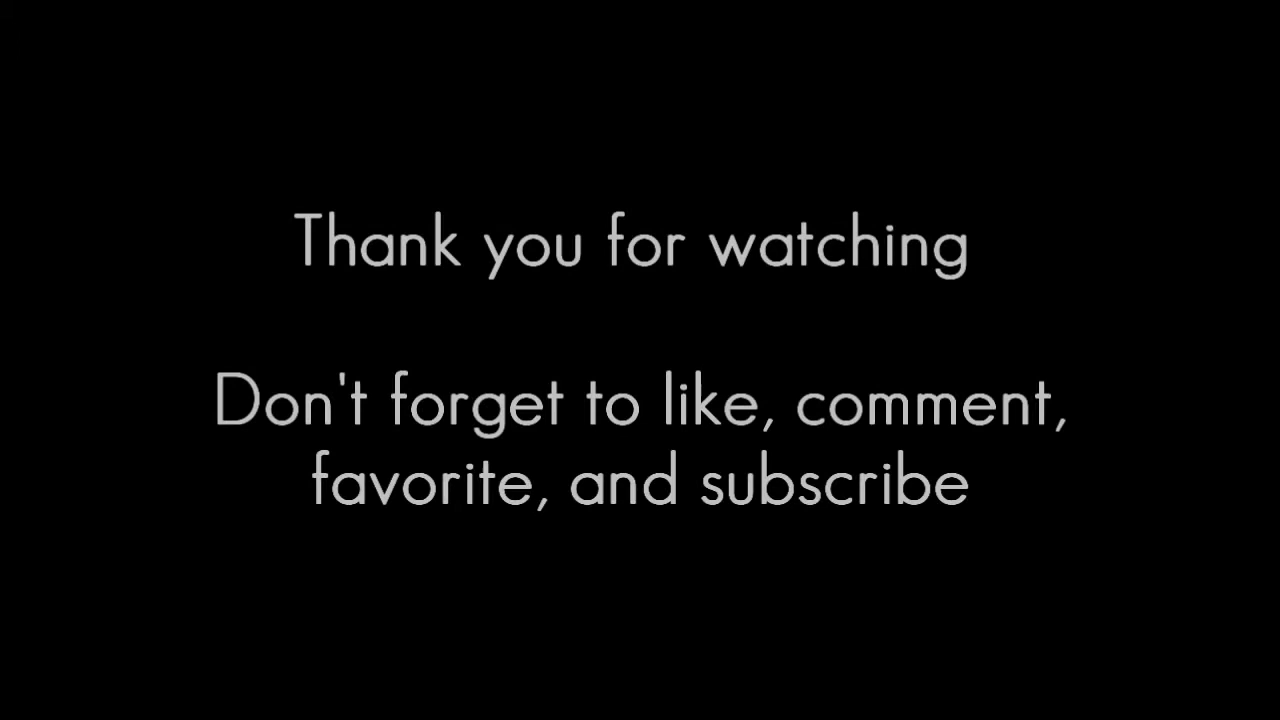 Thank you for watching
Don't forget to like, comment,
favorite, and subscribe